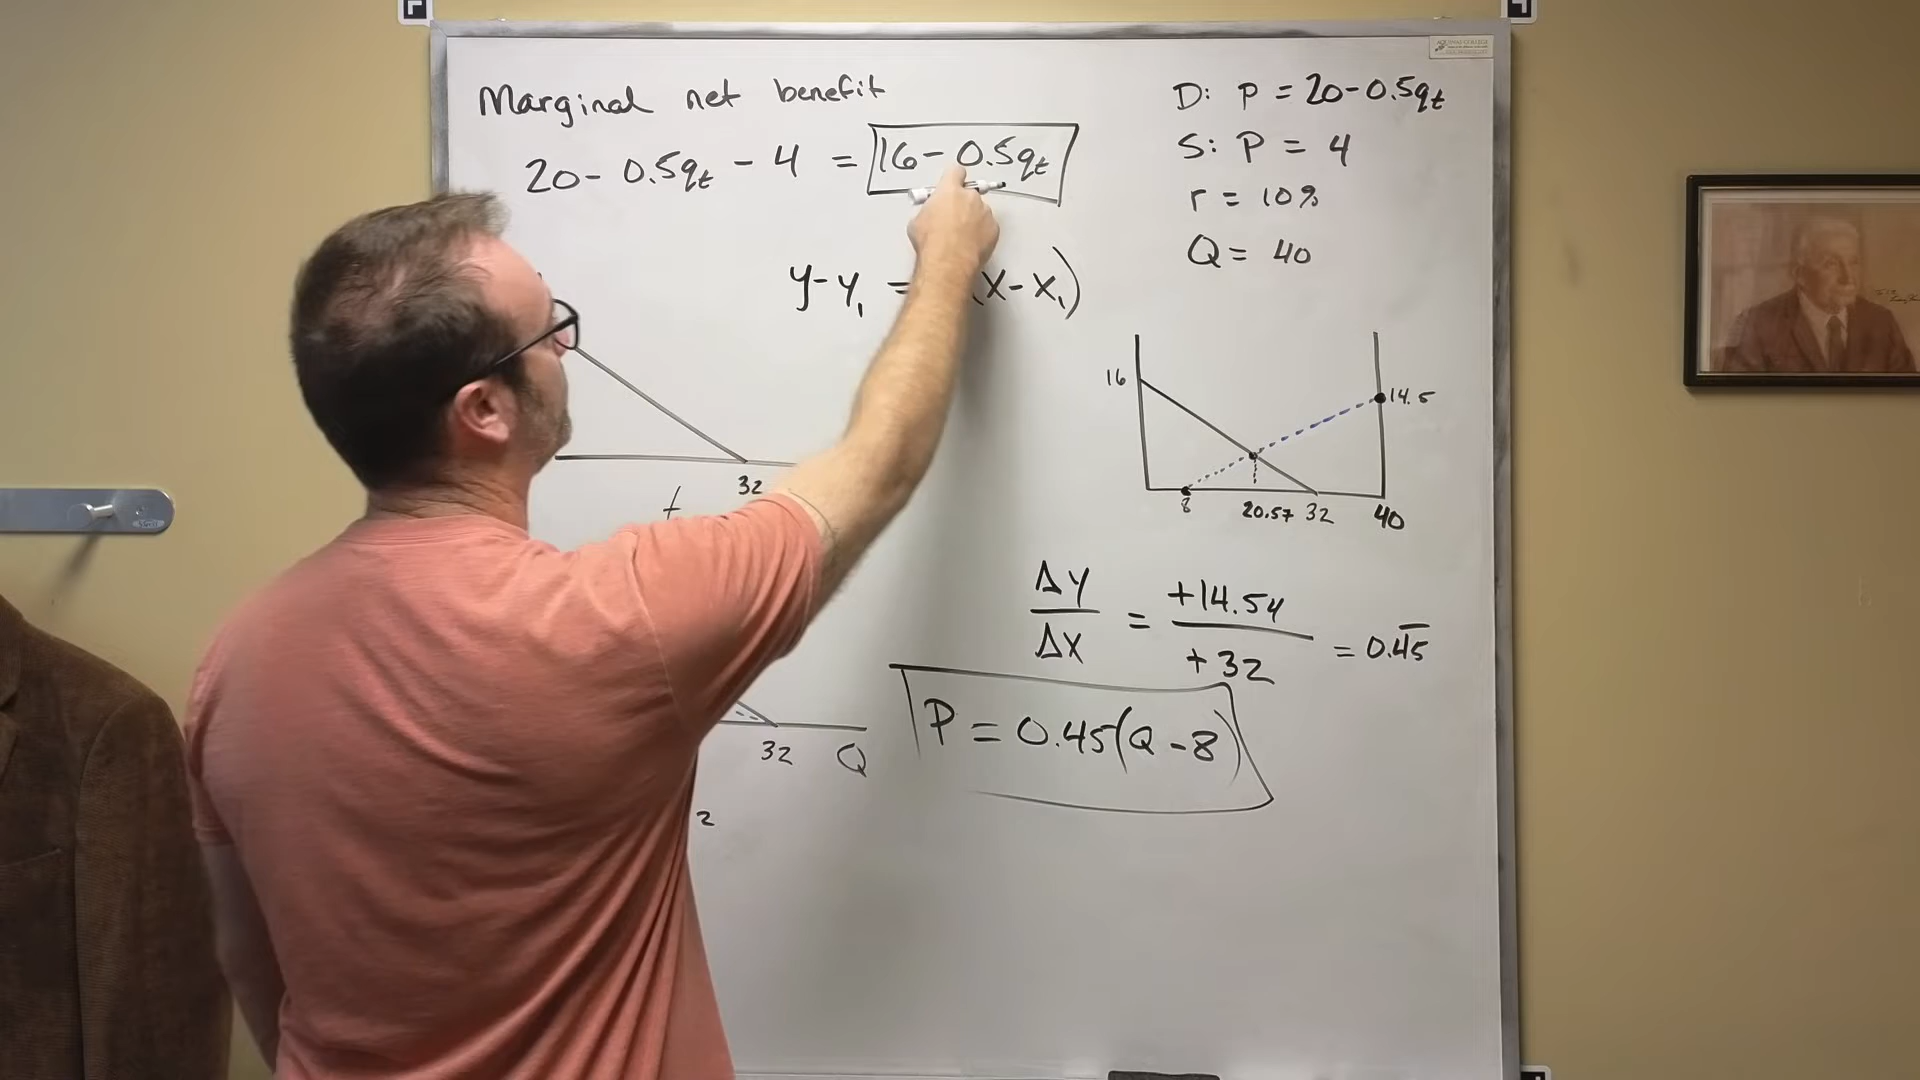 Marginal net benefit
20 - 0.5qt - 4 = 16 - 0.5qt
y - y1 = (x - x1)
D: P = 20 - 0.5qt
S: P = 4
r = 10%
Q = 40
32
t
16
14.5
8 20.57 32 40
ΔY/ΔX = +14.54/+32 = 0.4̅5̅
P = 0.45(Q - 8)
32 Q
2